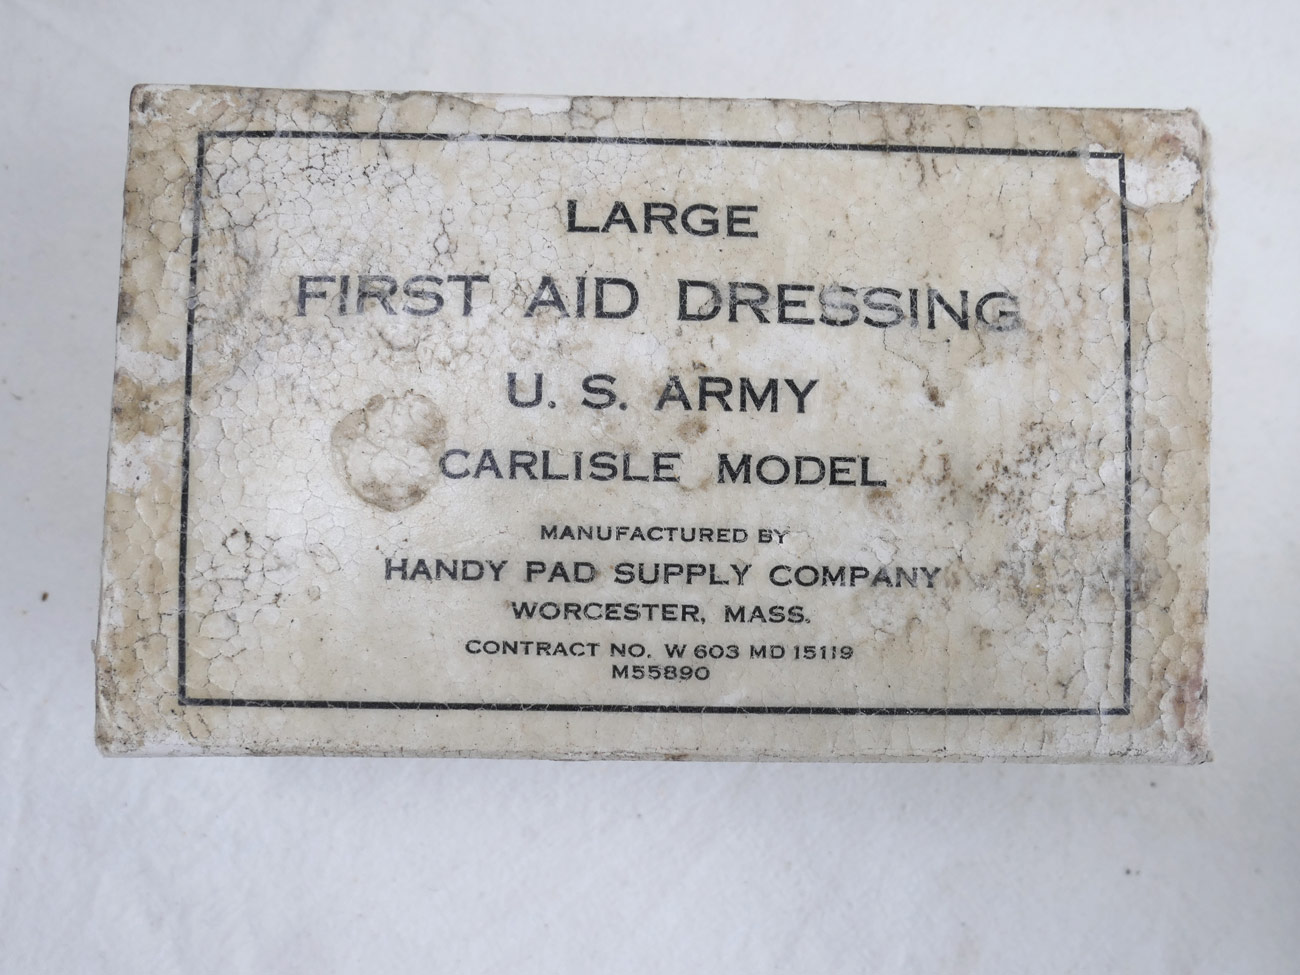 LARGE
FIRST AID DRESSING
U. S. ARMY
CARLISLE MODEL
MANUFACTURED BY
HANDY PAD SUPPLY COMPANY
WORCESTER, MASS.
CONTRACT NO. W 603 MD 15119
M55890